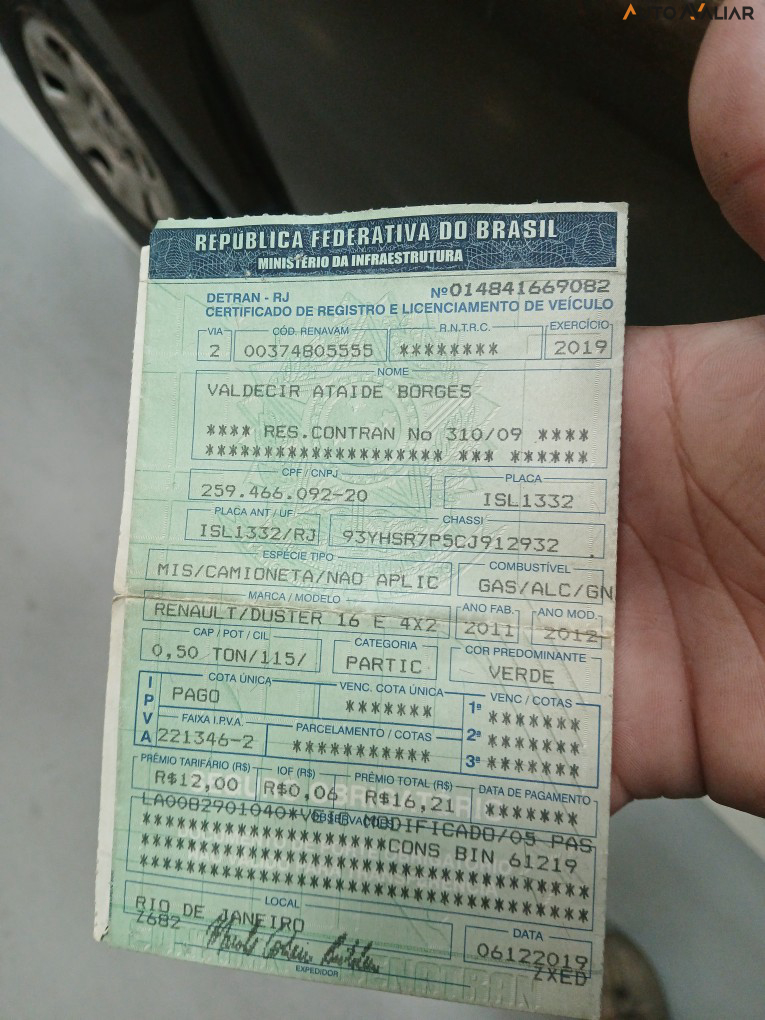 AUTO AVALIAR
REPÚBLICA FEDERATIVA DO BRASIL
MINISTÉRIO DA INFRAESTRUTURA
DETRAN - RJ Nº 014841669082
CERTIFICADO DE REGISTRO E LICENCIAMENTO DE VEÍCULO
VIA CÓD. RENAVAM R.N.T.R.C. EXERCÍCIO
2 00374805555 ******** 2019
NOME
VALDECIR ATAIDE BORGES
**** RES.CONTRAN No 310/09 ****
****************** *** ******
CPF / CNPJ PLACA
259.466.092-20 ISL1332
PLACA ANT / UF CHASSI
ISL1332/RJ 93YHSR7P5CJ912932 .
ESPÉCIE TIPO COMBUSTÍVEL
MIS/CAMIONETA/NAO APLIC GAS/ALC/GN
MARCA / MODELO ANO FAB. ANO MOD.
RENAULT/DUSTER 16 E 4X2 2011 2012
CAP / POT / CIL CATEGORIA COR PREDOMINANTE
0,50 TON/115/ PARTIC VERDE
IPVA
COTA ÚNICA VENC. COTA ÚNICA VENC / COTAS
PAGO ******* 1ª *******
FAIXA I.P.V.A. PARCELAMENTO / COTAS 2ª *******
221346-2 *********** 3ª *******
PRÊMIO TARIFÁRIO (R$) IOF (R$) PRÊMIO TOTAL (R$) DATA DE PAGAMENTO
R$12,00 R$0,06 R$16,21 *******
OBSERVAÇÕES
MODIFICADO/05 PAS
CONS BIN 61219
LOCAL DATA
RIO DE JANEIRO 06122019
Z682 ZXED
EXPEDIDOR